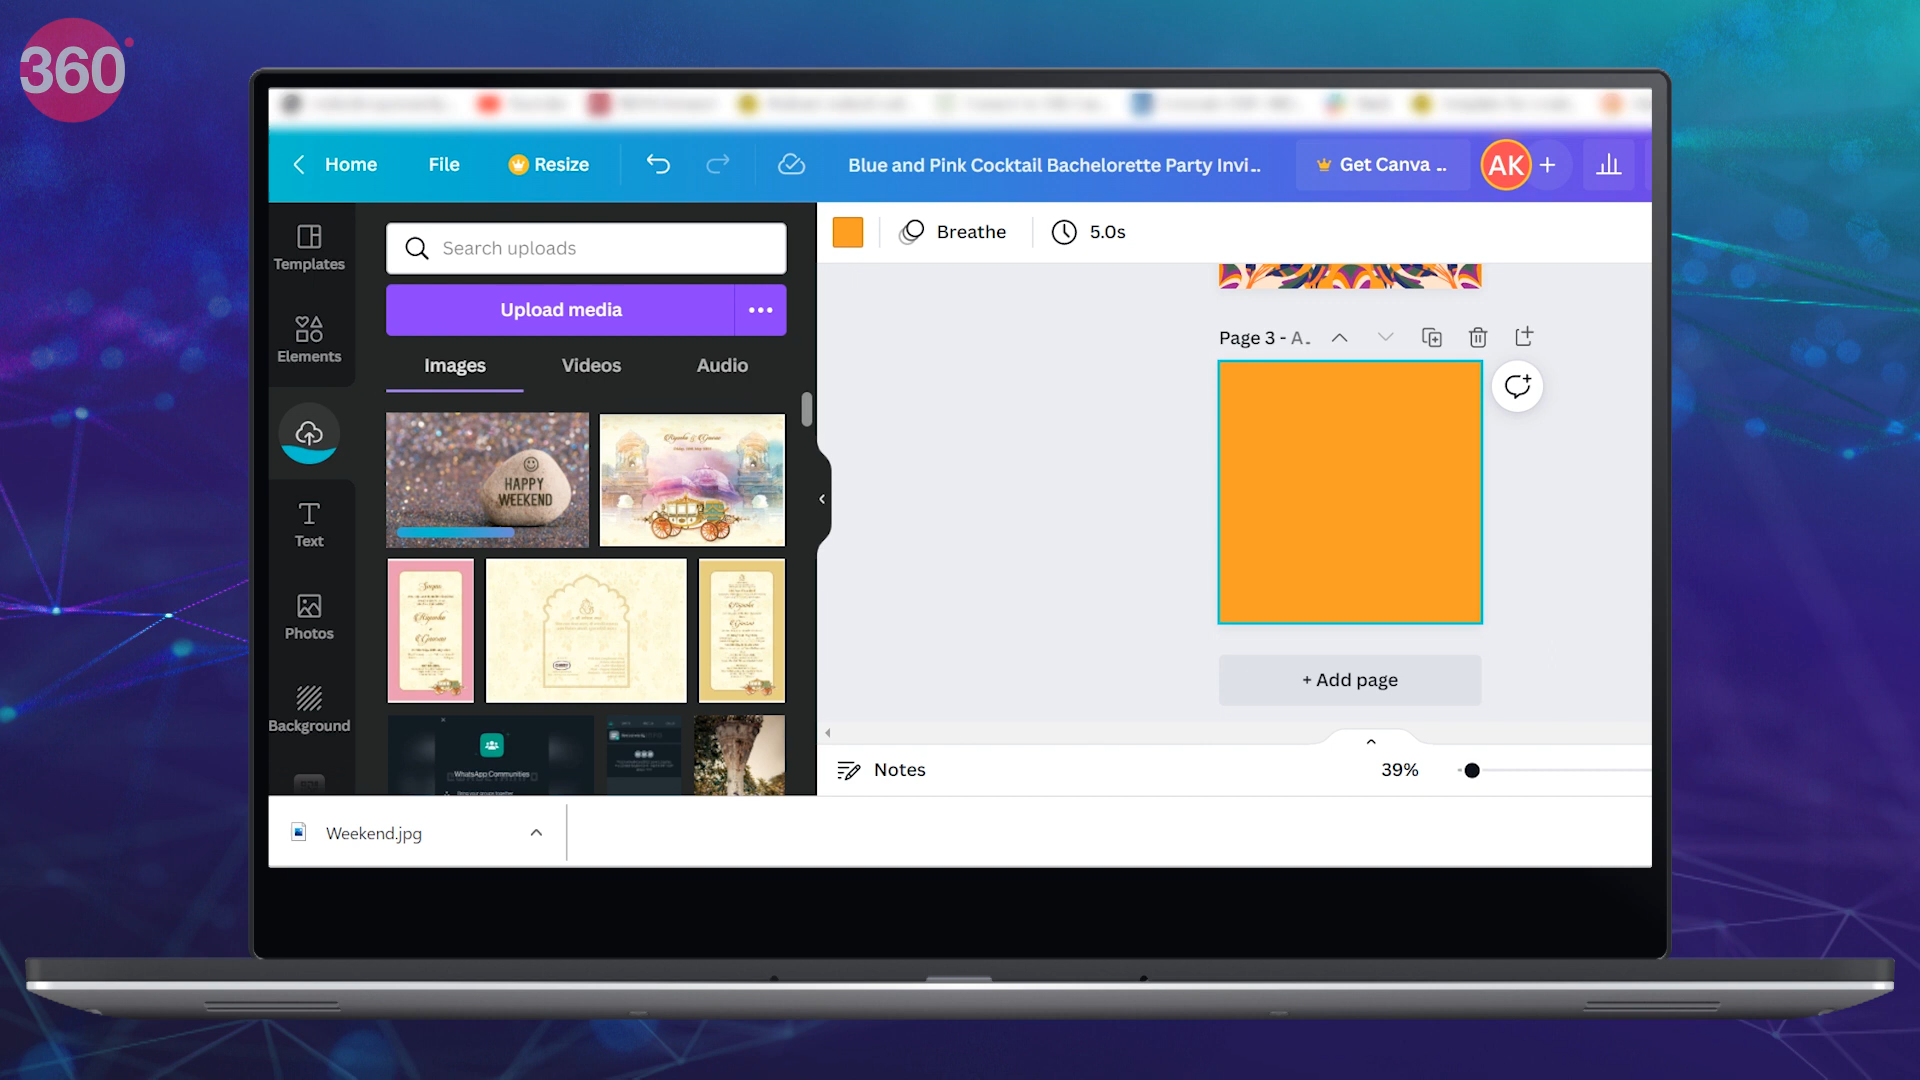 360
Home
File
Resize
Blue and Pink Cocktail Bachelorette Party Invi..
Get Canva ..
AK
Templates
Elements
Text
Photos
Background
Search uploads
Upload media
Images
Videos
Audio
HAPPY
WEEKEND
WhatsApp Communities
Breathe
5.0s
Page 3 - A..
+ Add page
Notes
39%
Weekend.jpg